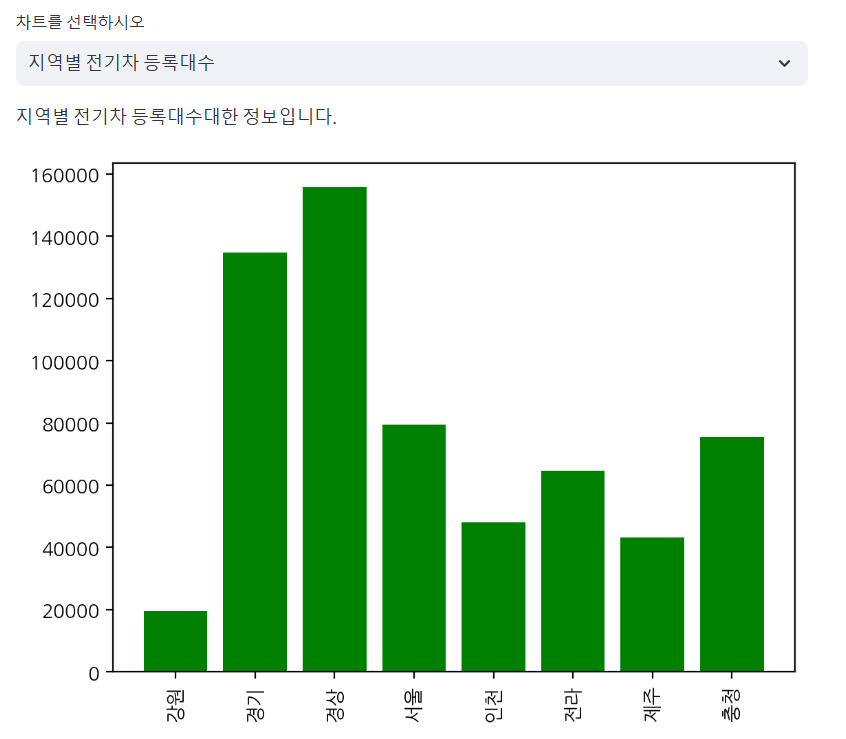 차트를 선택하시오
지역별 전기차 등록대수
지역별 전기차 등록대수대한 정보입니다.
160000
140000
120000
100000
80000
60000
40000
20000
0
강원 경기 경상 서울 인천 전라 제주 충청